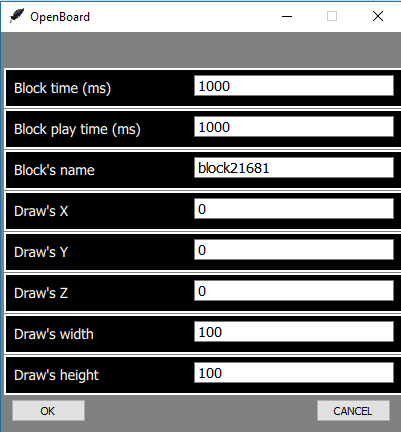 OpenBoard
Block time (ms) 1000
Block play time (ms) 1000
Block's name block21681
Draw's X 0
Draw's Y 0
Draw's Z 0
Draw's width 100
Draw's height 100
OK CANCEL